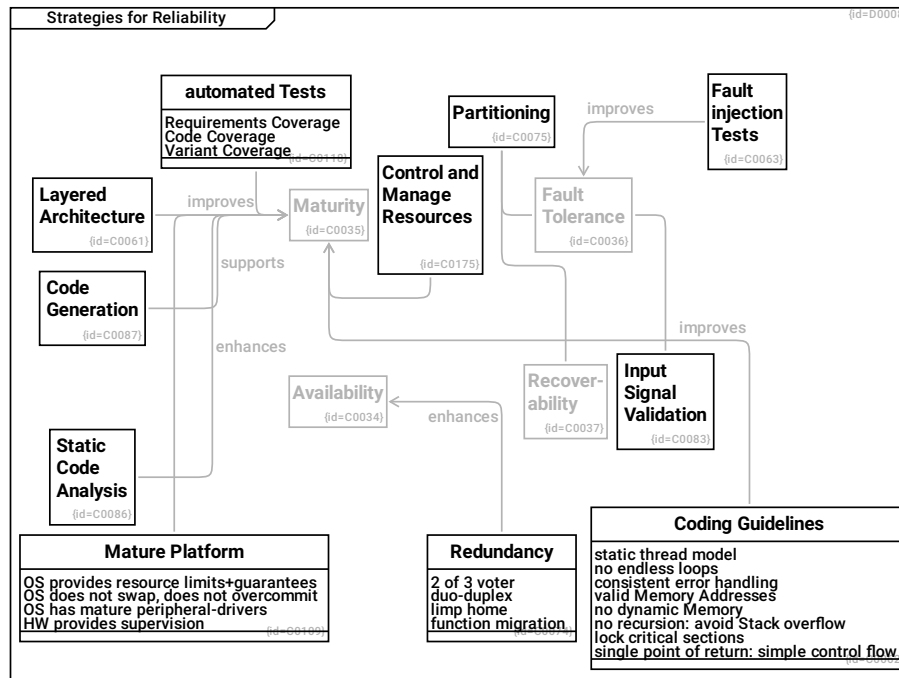 Strategies for Reliability
automated Tests
Requirements Coverage
Code Coverage
Variant Coverage
{id=C0110}
Partitioning
{id=C0075}
improves
Fault
injection
Tests
{id=C0063}
Layered
Architecture
{id=C0061}
improves
Maturity
{id=C0035}
Control and
Manage
Resources
{id=C0175}
Fault
Tolerance
{id=C0036}
supports
Code
Generation
{id=C0087}
enhances
improves
Availability
{id=C0034}
enhances
Recover-
ability
{id=C0037}
Input
Signal
Validation
{id=C0083}
Static
Code
Analysis
{id=C0086}
Mature Platform
OS provides resource limits+guarantees
OS does not swap, does not overcommit
OS has mature peripheral-drivers
HW provides supervision
{id=C0109}
Redundancy
2 of 3 voter
duo-duplex
limp home
function migration
Coding Guidelines
static thread model
no endless loops
consistent error handling
valid Memory Addresses
no dynamic Memory
no recursion: avoid Stack overflow
lock critical sections
single point of return: simple control flow